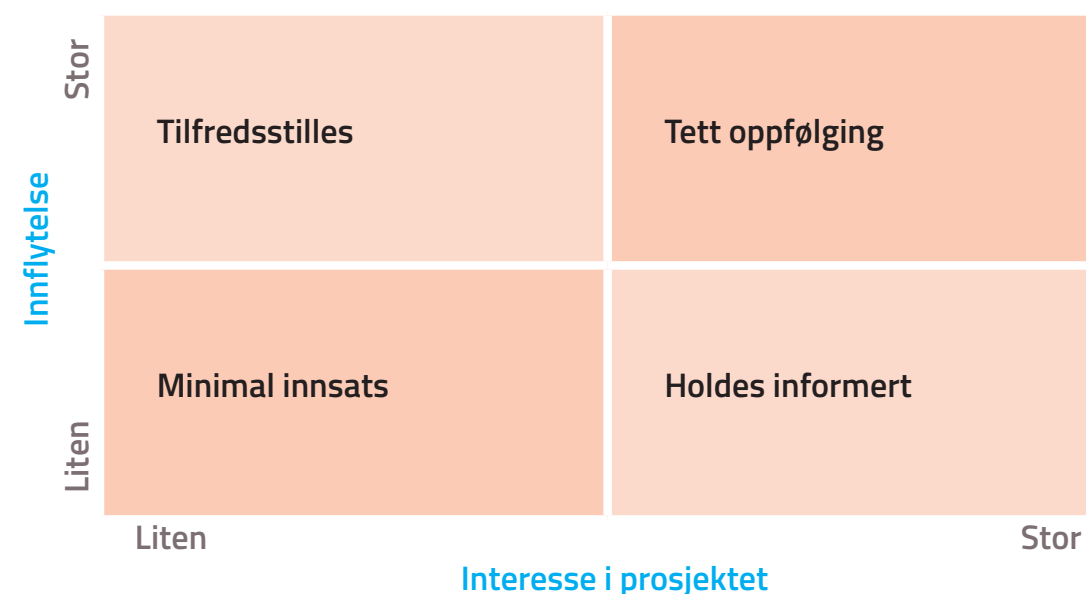 Stor
Tilfredsstilles
Tett oppfølging
Innflytelse
Minimal innsats
Holdes informert
Liten
Liten
Stor
Interesse i prosjektet